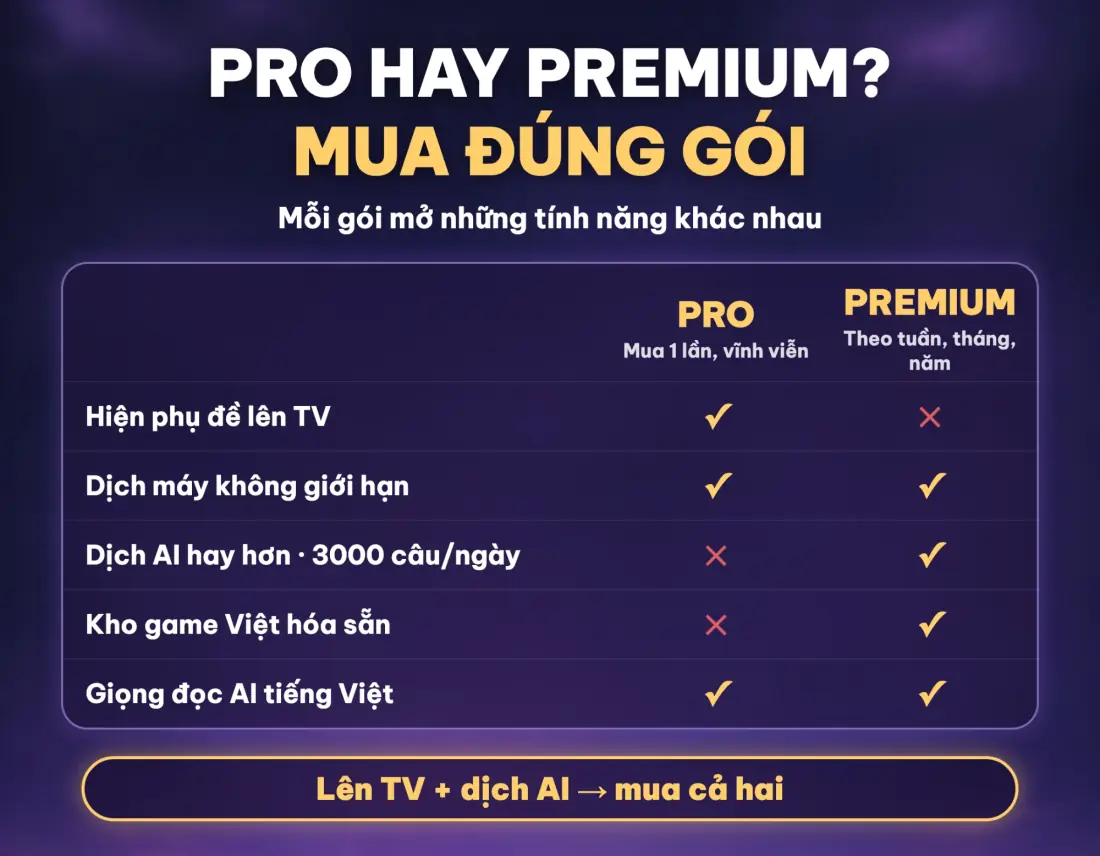 PRO HAY PREMIUM?
MUA ĐÚNG GÓI
Mỗi gói mở những tính năng khác nhau
PRO
Mua 1 lần, vĩnh viễn
PREMIUM
Theo tuần, tháng,
năm
Hiện phụ đề lên TV ✓ ✕
Dịch máy không giới hạn ✓ ✓
Dịch AI hay hơn · 3000 câu/ngày ✕ ✓
Kho game Việt hóa sẵn ✕ ✓
Giọng đọc AI tiếng Việt ✓ ✓
Lên TV + dịch AI → mua cả hai